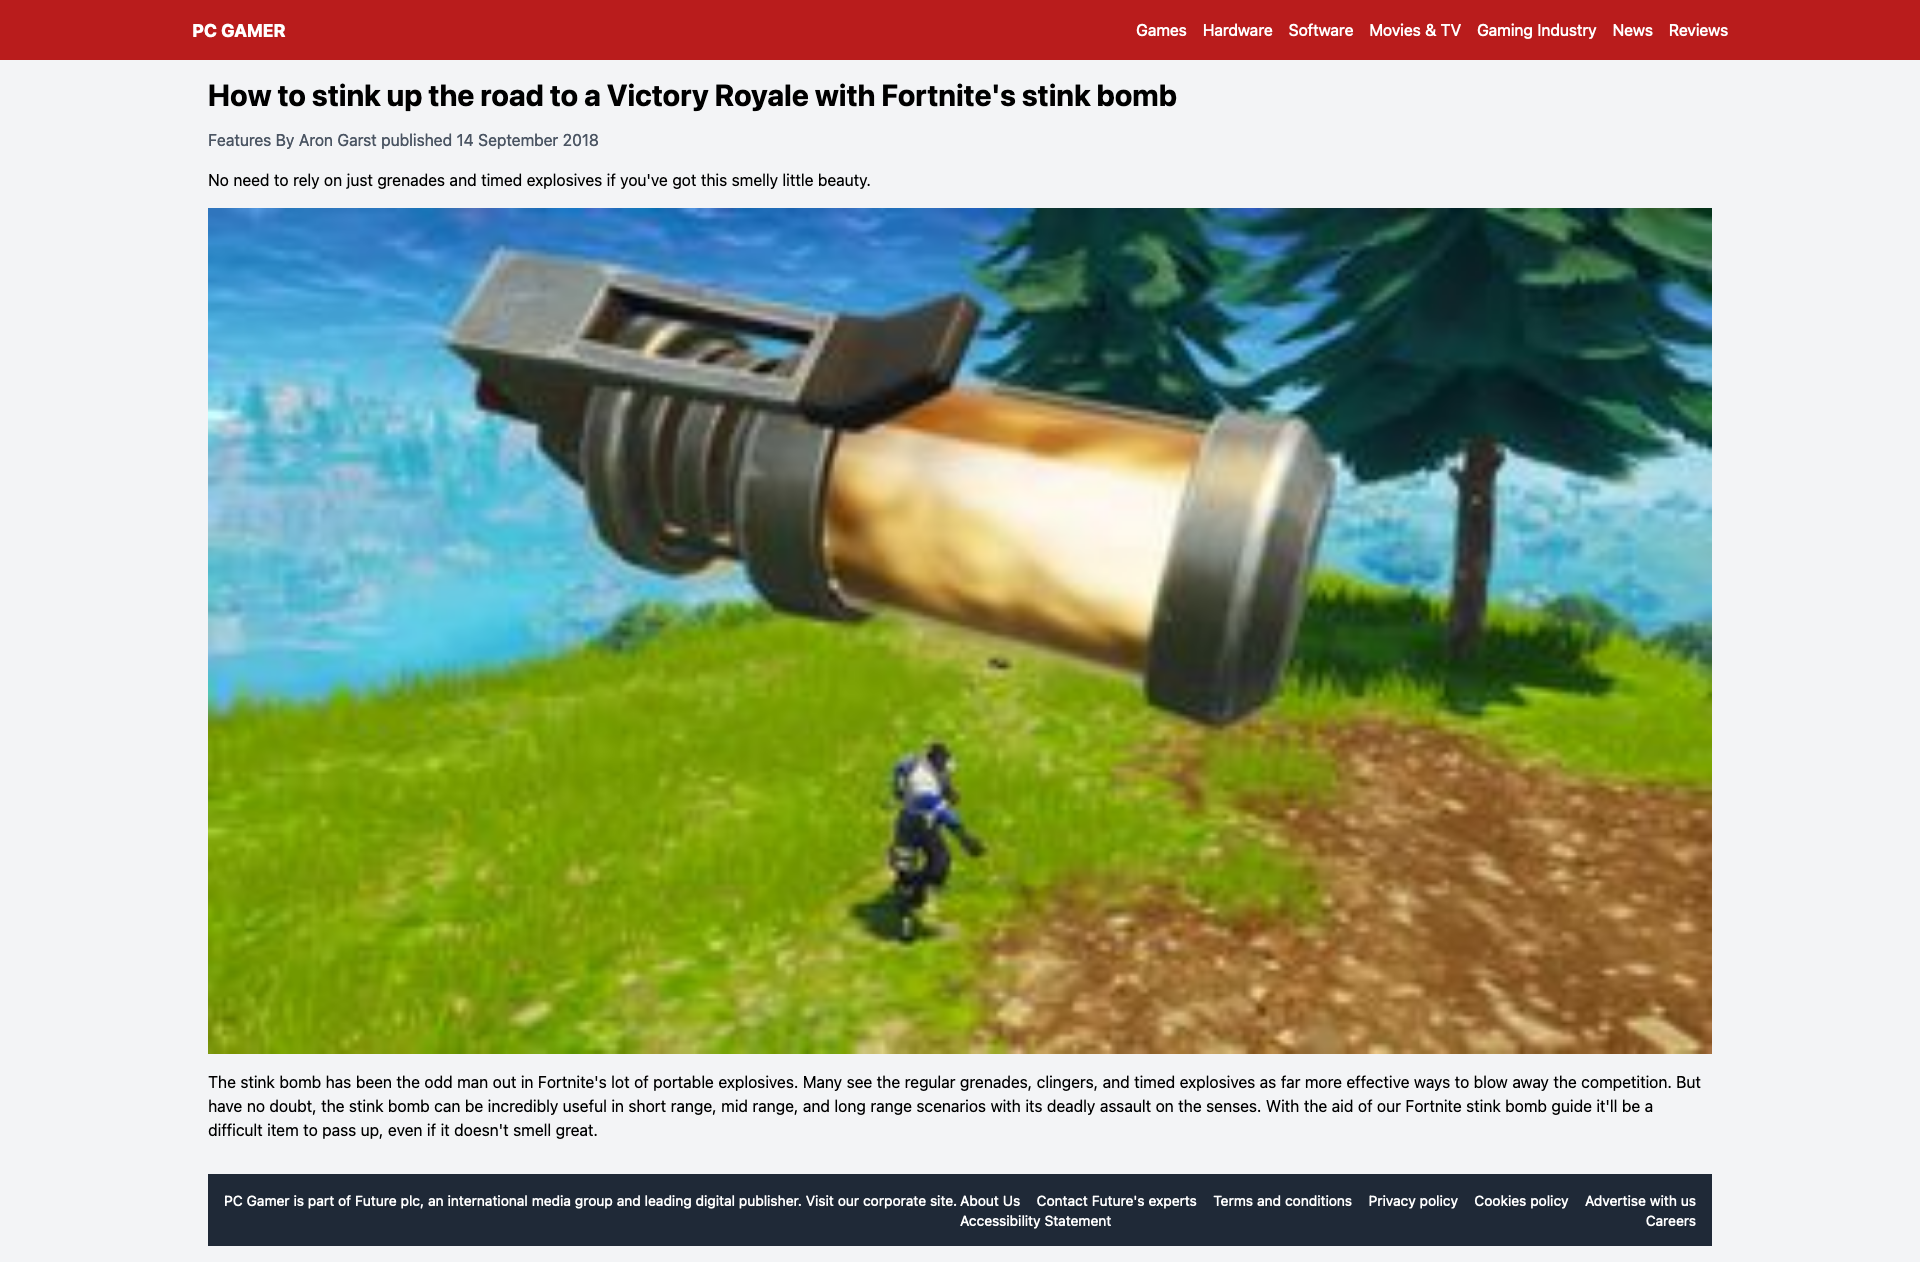 PC GAMER
Games Hardware Software Movies & TV Gaming Industry News Reviews
How to stink up the road to a Victory Royale with Fortnite's stink bomb
Features By Aron Garst published 14 September 2018
No need to rely on just grenades and timed explosives if you've got this smelly little beauty.
The stink bomb has been the odd man out in Fortnite's lot of portable explosives. Many see the regular grenades, clingers, and timed explosives as far more effective ways to blow away the competition. But
have no doubt, the stink bomb can be incredibly useful in short range, mid range, and long range scenarios with its deadly assault on the senses. With the aid of our Fortnite stink bomb guide it'll be a
difficult item to pass up, even if it doesn't smell great.
PC Gamer is part of Future plc, an international media group and leading digital publisher. Visit our corporate site.
About Us Contact Future's experts Terms and conditions Privacy policy Cookies policy Advertise with us
Accessibility Statement Careers